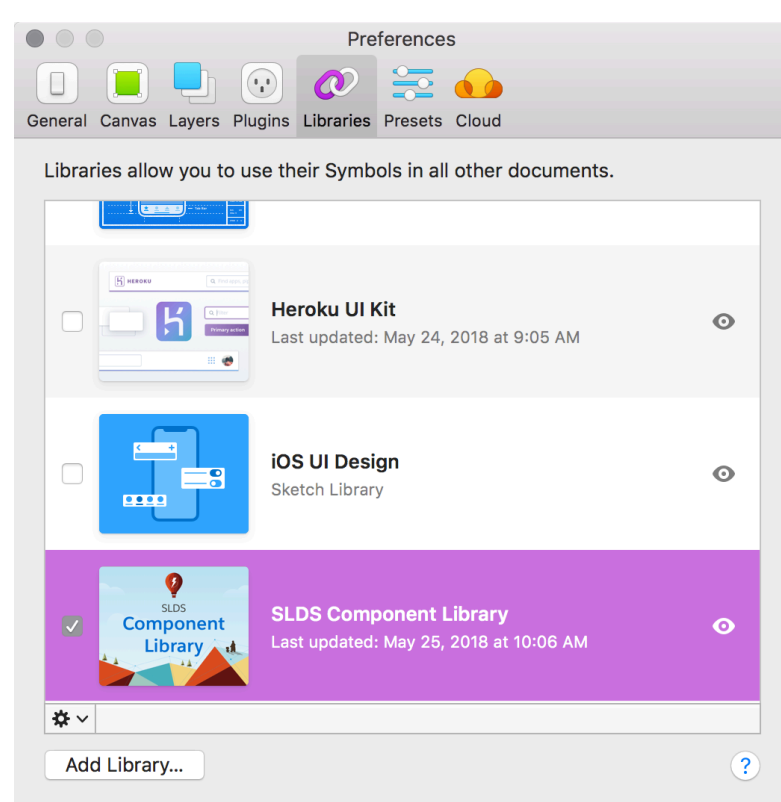 Preferences
General Canvas Layers Plugins Libraries Presets Cloud
Libraries allow you to use their Symbols in all other documents.
HEROKU
Primary action
Heroku UI Kit
Last updated: May 24, 2018 at 9:05 AM
iOS UI Design
Sketch Library
SLDS
Component
Library
SLDS Component Library
Last updated: May 25, 2018 at 10:06 AM
Add Library...
?